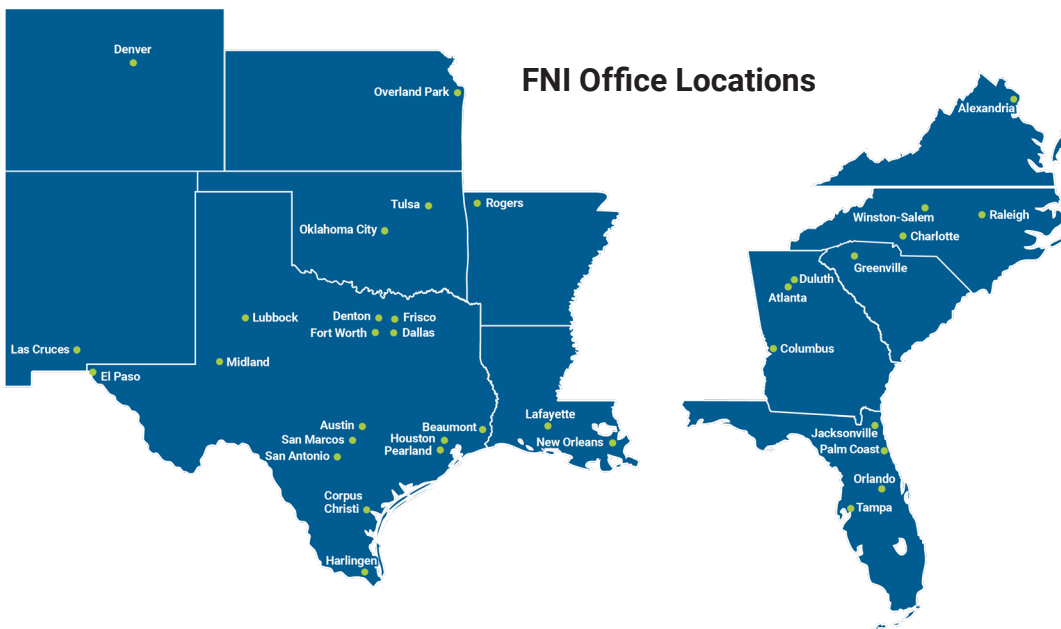 FNI Office Locations
Denver
Overland Park
Alexandria
Tulsa
Rogers
Oklahoma City
Winston-Salem
Raleigh
Charlotte
Greenville
Duluth
Atlanta
Lubbock
Denton
Frisco
Fort Worth
Dallas
Las Cruces
Midland
El Paso
Columbus
Austin
Beaumont
Lafayette
San Marcos
Houston
New Orleans
Pearland
San Antonio
Jacksonville
Palm Coast
Orlando
Tampa
Corpus
Christi
Harlingen